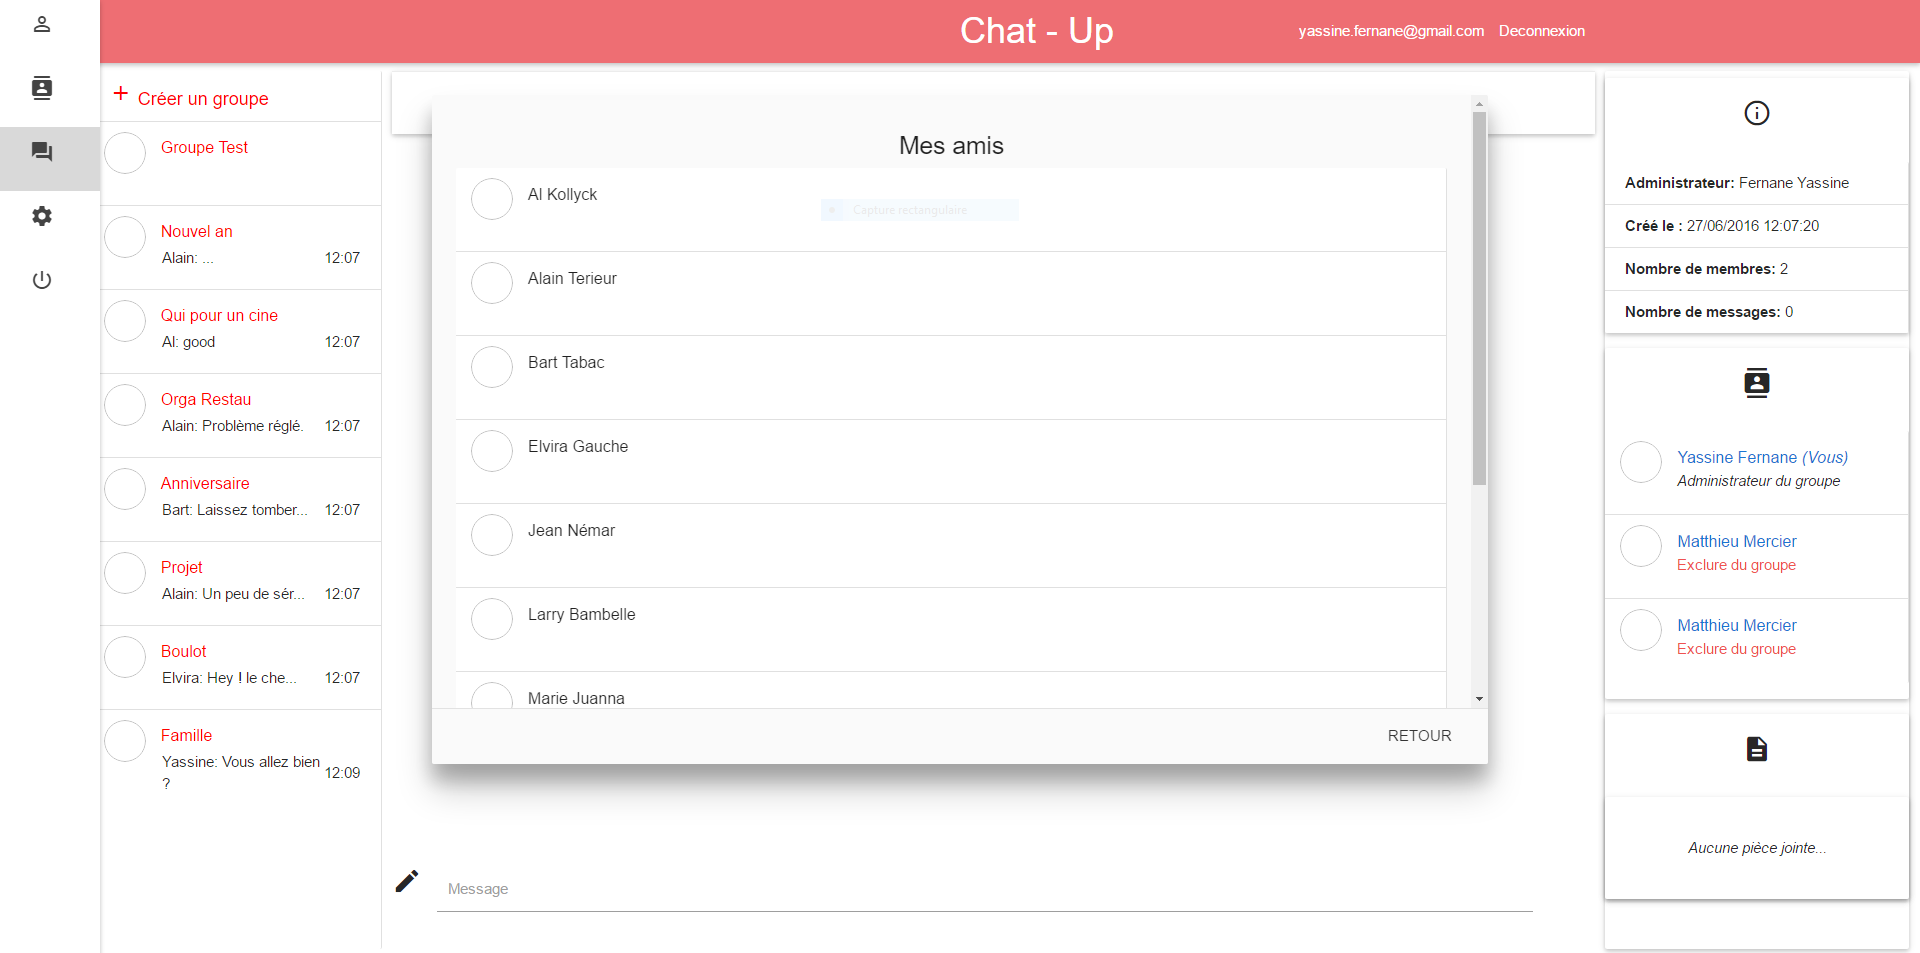 Chat - Up
yassine.fernane@gmail.com Deconnexion
+ Créer un groupe
Groupe Test
Nouvel an
Alain: ... 12:07
Qui pour un cine
Al: good 12:07
Orga Restau
Alain: Problème réglé. 12:07
Anniversaire
Bart: Laissez tomber... 12:07
Projet
Alain: Un peu de sér... 12:07
Boulot
Elvira: Hey ! le che... 12:07
Famille
Yassine: Vous allez bien
? 12:09
Mes amis
Al Kollyck
Capture rectangulaire
Alain Terieur
Bart Tabac
Elvira Gauche
Jean Némar
Larry Bambelle
Marie Juanna
RETOUR
Message
Administrateur: Fernane Yassine
Créé le : 27/06/2016 12:07:20
Nombre de membres: 2
Nombre de messages: 0
Yassine Fernane (Vous)
Administrateur du groupe
Matthieu Mercier
Exclure du groupe
Matthieu Mercier
Exclure du groupe
Aucune pièce jointe...